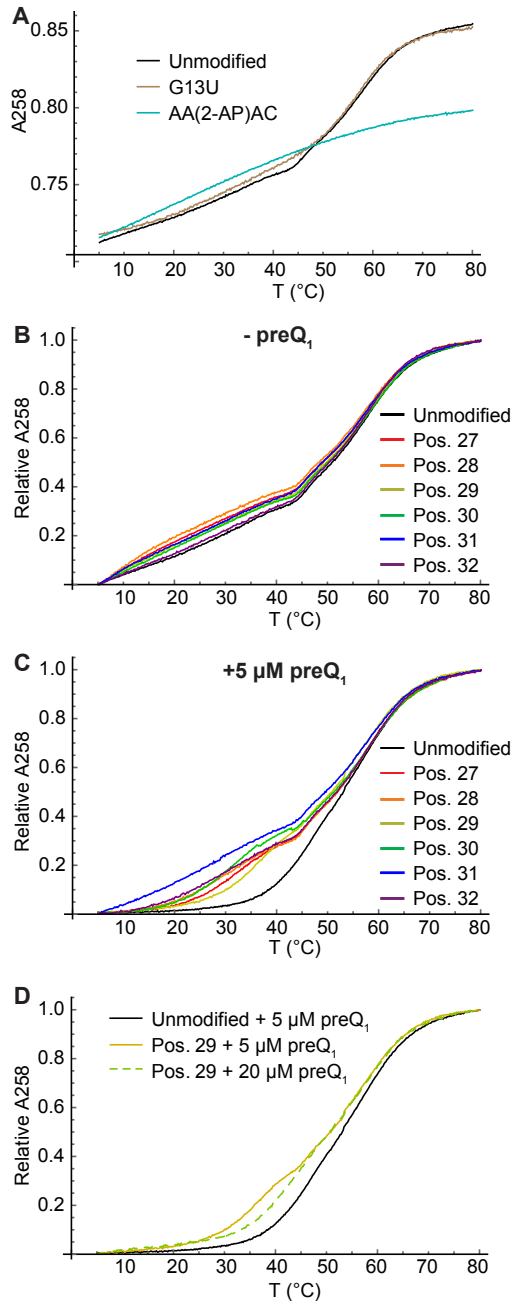 A
0.85
0.80
0.75
A258
Unmodified
G13U
AA(2-AP)AC
10 20 30 40 50 60 70 80
T (°C)
B
- preQ1
1.0
0.8
0.6
0.4
0.2
Relative A258
Unmodified
Pos. 27
Pos. 28
Pos. 29
Pos. 30
Pos. 31
Pos. 32
10 20 30 40 50 60 70 80
T (°C)
C
+5 µM preQ1
1.0
0.8
0.6
0.4
0.2
Relative A258
Unmodified
Pos. 27
Pos. 28
Pos. 29
Pos. 30
Pos. 31
Pos. 32
10 20 30 40 50 60 70 80
T (°C)
D
1.0
0.8
0.6
0.4
0.2
Relative A258
Unmodified + 5 µM preQ1
Pos. 29 + 5 µM preQ1
Pos. 29 + 20 µM preQ1
10 20 30 40 50 60 70 80
T (°C)